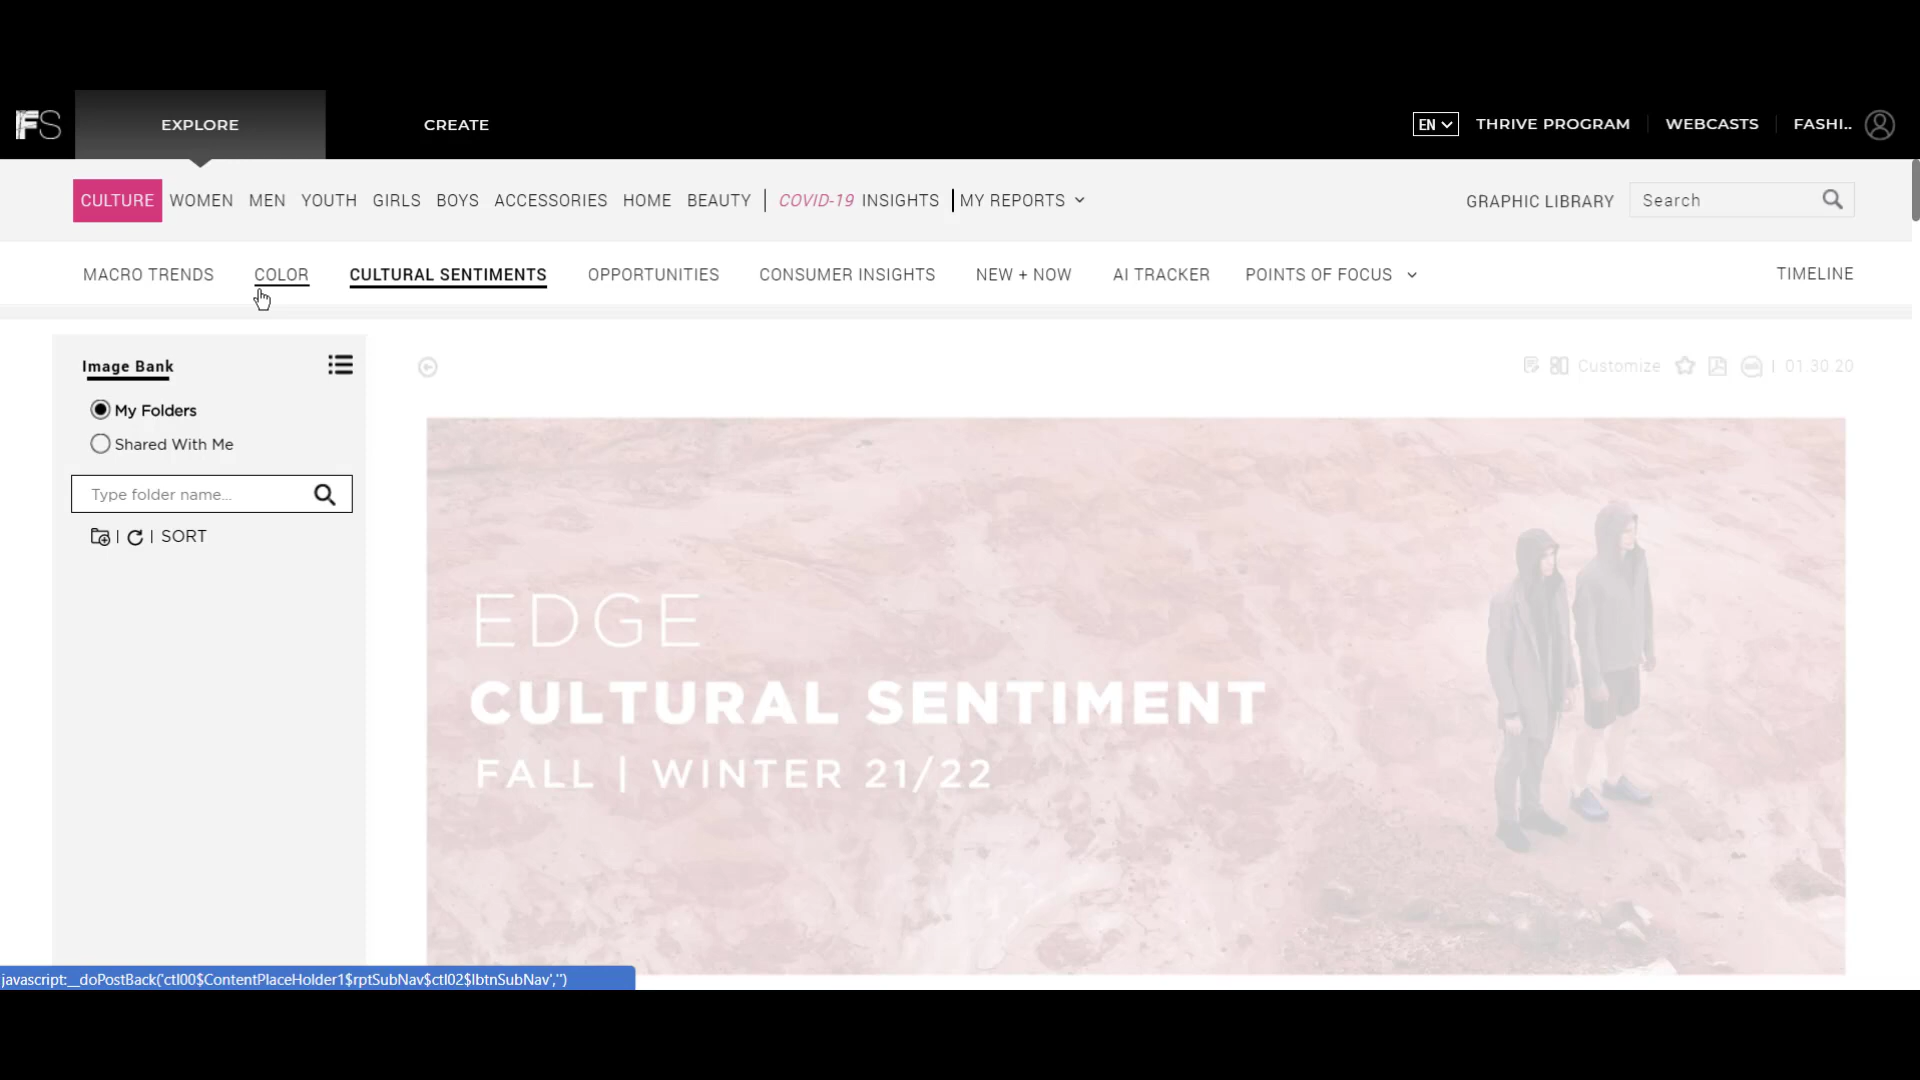 FS EXPLORE CREATE EN THRIVE PROGRAM WEBCASTS FASHI..
CULTURE WOMEN MEN YOUTH GIRLS BOYS ACCESSORIES HOME BEAUTY | COVID-19 INSIGHTS | MY REPORTS GRAPHIC LIBRARY Search
MACRO TRENDS COLOR CULTURAL SENTIMENTS OPPORTUNITIES CONSUMER INSIGHTS NEW + NOW AI TRACKER POINTS OF FOCUS TIMELINE
Image Bank
Customize | 01.30.20
My Folders
Shared With Me
Type folder name...
| | SORT
EDGE
CULTURAL SENTIMENT
FALL | WINTER 21/22
javascript:__doPostBack('ctl00$ContentPlaceHolder1$rptSubNav$ctl02$lbtnSubNav','')